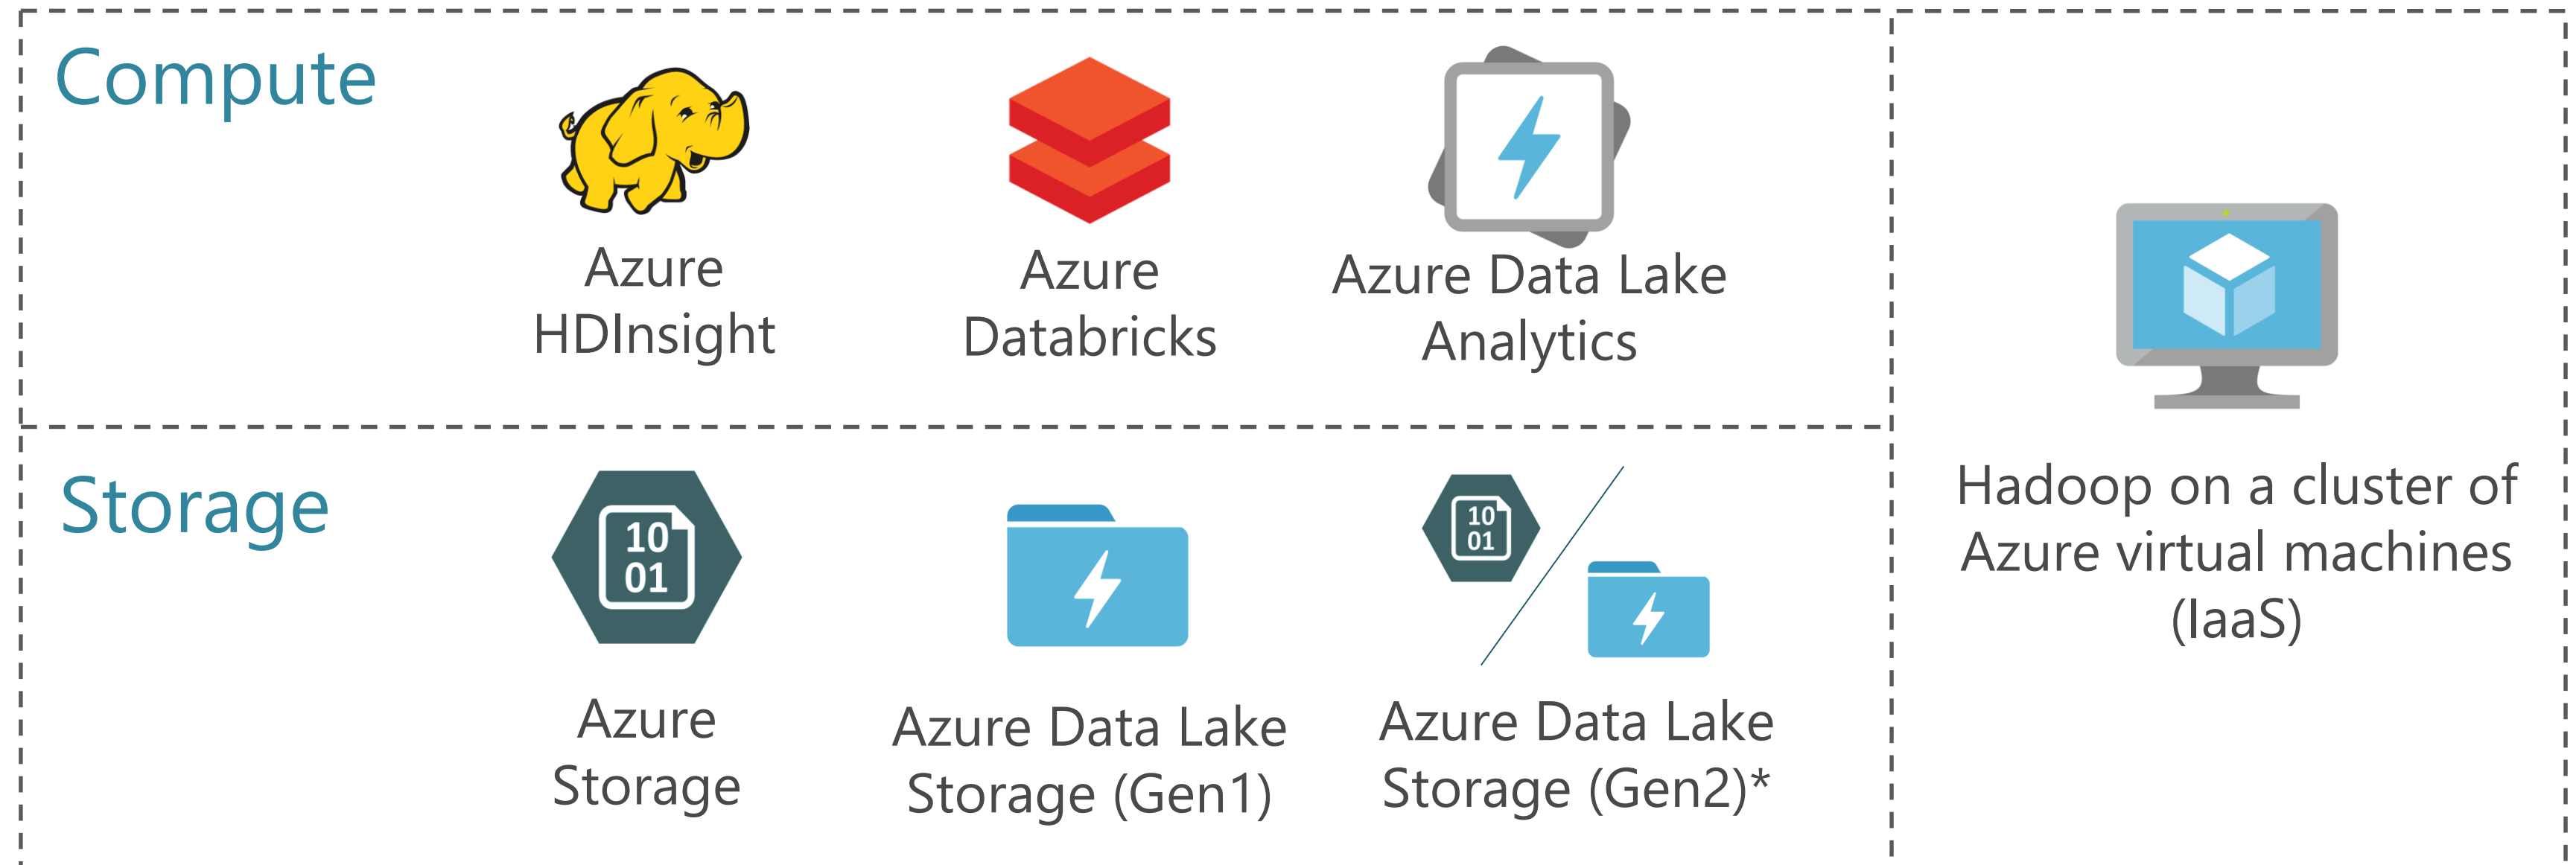 Compute
Azure
HDInsight
Azure
Databricks
Azure Data Lake
Analytics
Storage
10
01
Azure
Storage
Azure Data Lake
Storage (Gen1)
10
01
Azure Data Lake
Storage (Gen2)*
Hadoop on a cluster of
Azure virtual machines
(IaaS)